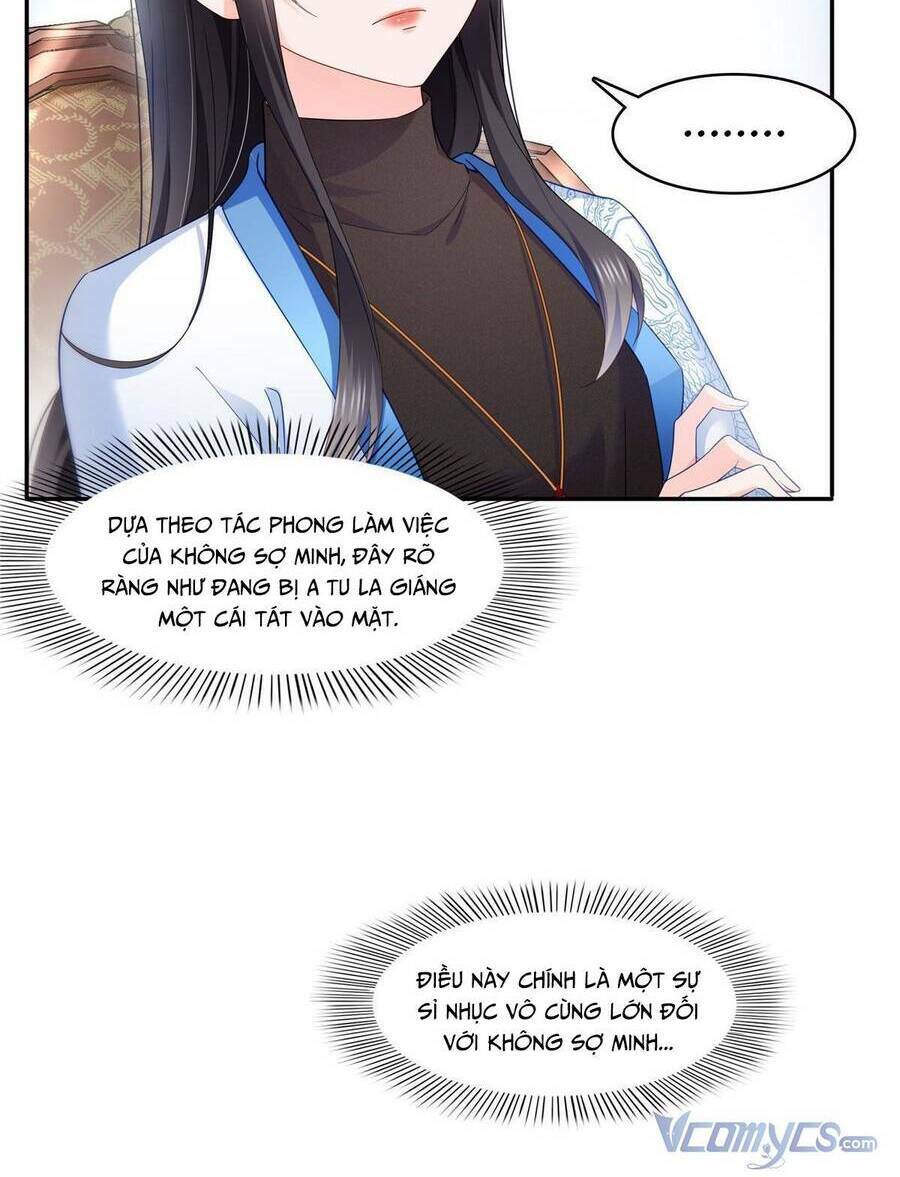 ........
DỰA THEO TÁC PHONG LÀM VIỆC
CỦA KHÔNG SỢ MINH, ĐÂY RÕ
RÀNG NHƯ ĐANG BỊ A TU LA GIÁNG
MỘT CÁI TÁT VÀO MẶT.
ĐIỀU NÀY CHÍNH LÀ MỘT SỰ
SỈ NHỤC VÔ CÙNG LỚN ĐỐI
VỚI KHÔNG SỢ MINH...
VCOMYCS.com